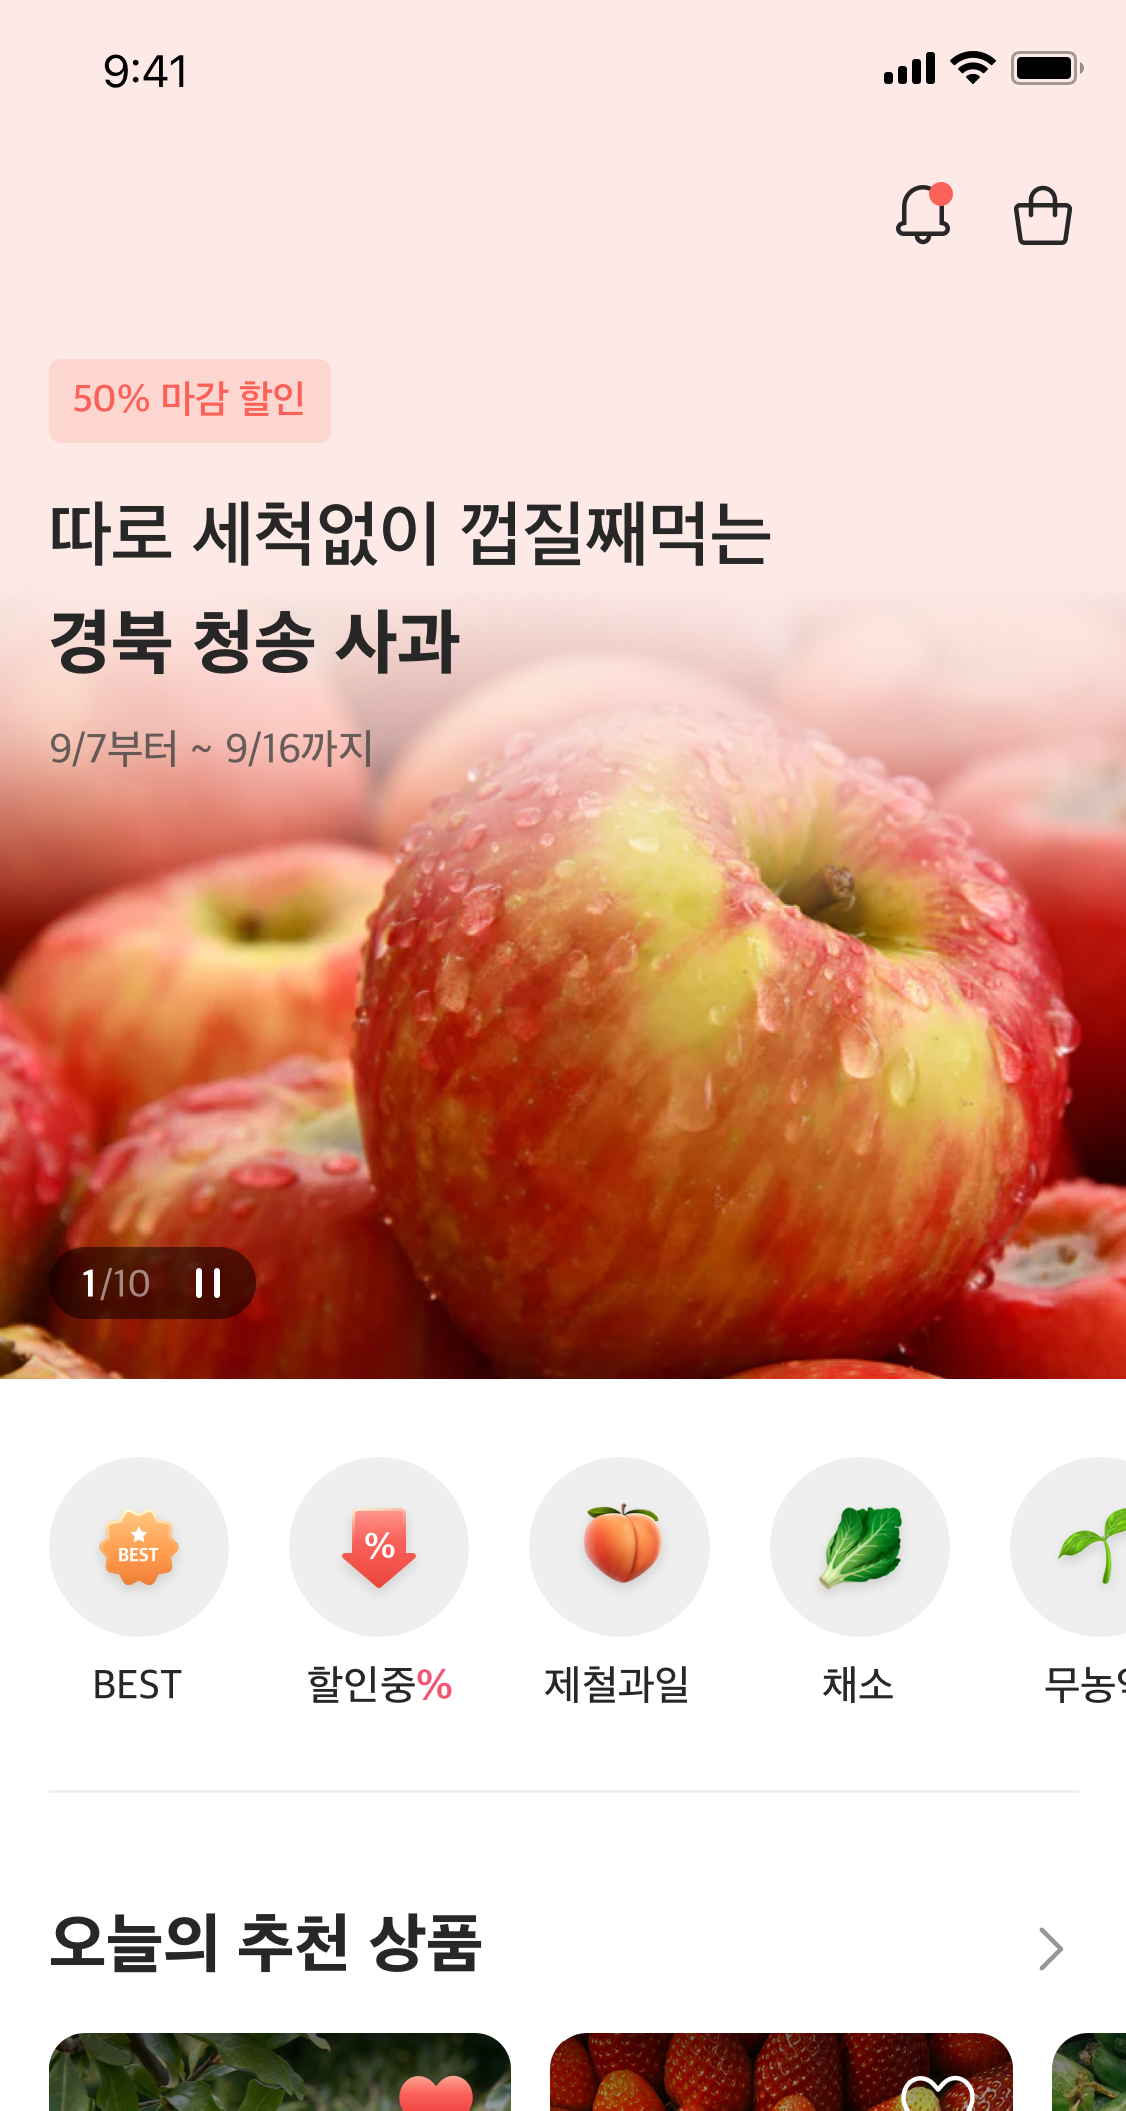 9:41
50% 마감 할인
따로 세척없이 껍질째먹는
경북 청송 사과
9/7부터 ~ 9/16까지
1/10
BEST
%
BEST
할인중%
제철과일
채소
무농
오늘의 추천 상품